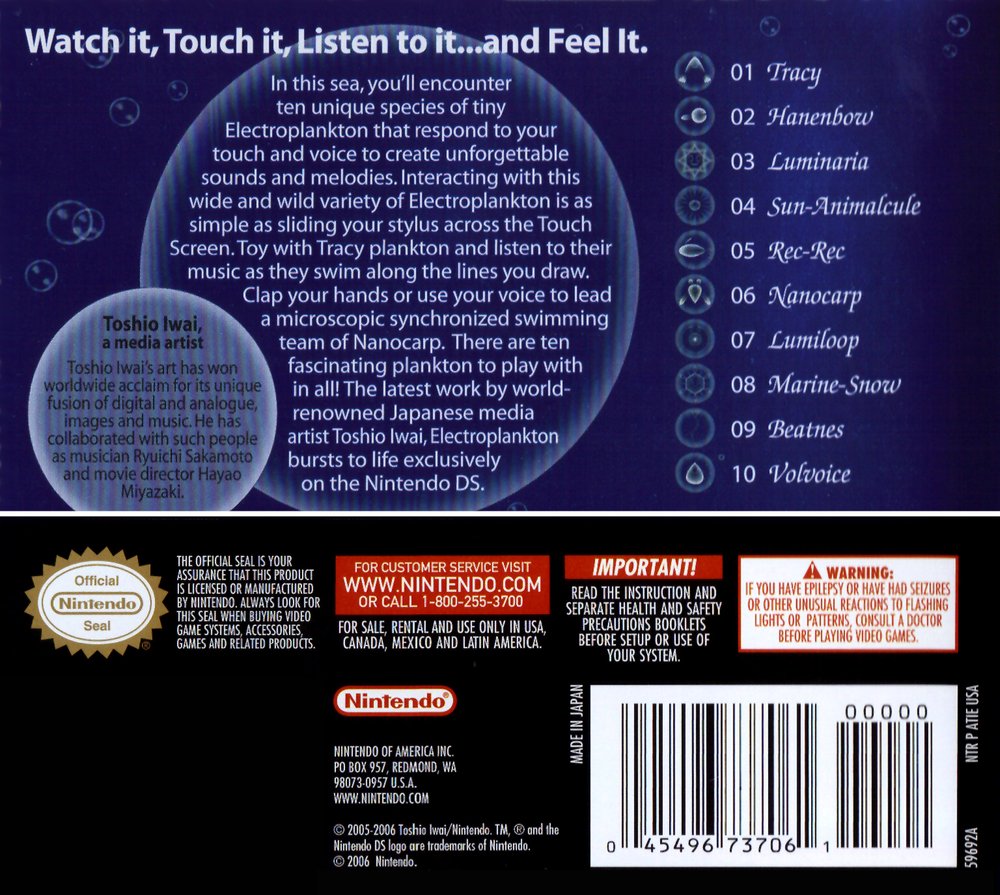 Watch it, Touch it, Listen to it...and Feel It.
In this sea, you'll encounter
ten unique species of tiny
Electroplankton that respond to your
touch and voice to create unforgettable
sounds and melodies. Interacting with this
wide and wild variety of Electroplankton is as
simple as sliding your stylus across the Touch
Screen. Toy with Tracy plankton and listen to their
music as they swim along the lines you draw.
Clap your hands or use your voice to lead
a microscopic synchronized swimming
team of Nanocarp. There are ten
fascinating plankton to play with
in all! The latest work by world-
renowned Japanese media
artist Toshio Iwai, Electroplankton
bursts to life exclusively
on the Nintendo DS.
Toshio Iwai,
a media artist
Toshio Iwai's art has won
worldwide acclaim for its unique
fusion of digital and analogue,
images and music. He has
collaborated with such people
as musician Ryuichi Sakamoto
and movie director Hayao
Miyazaki.
01 Tracy
02 Hanenbow
03 Luminaria
04 Sun-Animalcule
05 Rec-Rec
06 Nanocarp
07 Lumiloop
08 Marine-Snow
09 Beatnes
10 Volvoice
Official
Nintendo
Seal
®
THE OFFICIAL SEAL IS YOUR
ASSURANCE THAT THIS PRODUCT
IS LICENSED OR MANUFACTURED
BY NINTENDO. ALWAYS LOOK FOR
THIS SEAL WHEN BUYING VIDEO
GAME SYSTEMS, ACCESSORIES,
GAMES AND RELATED PRODUCTS.
FOR CUSTOMER SERVICE VISIT
WWW.NINTENDO.COM
OR CALL 1-800-255-3700
FOR SALE, RENTAL AND USE ONLY IN USA,
CANADA, MEXICO AND LATIN AMERICA.
IMPORTANT!
READ THE INSTRUCTION AND
SEPARATE HEALTH AND SAFETY
PRECAUTIONS BOOKLETS
BEFORE SETUP OR USE OF
YOUR SYSTEM.
WARNING:
IF YOU HAVE EPILEPSY OR HAVE HAD SEIZURES
OR OTHER UNUSUAL REACTIONS TO FLASHING
LIGHTS OR PATTERNS, CONSULT A DOCTOR
BEFORE PLAYING VIDEO GAMES.
Nintendo®
NINTENDO OF AMERICA INC.
PO BOX 957, REDMOND, WA
98073-0957 U.S.A.
WWW.NINTENDO.COM
© 2005-2006 Toshio Iwai/Nintendo. TM, ® and the
Nintendo DS logo are trademarks of Nintendo.
© 2006 Nintendo.
MADE IN JAPAN
00000
0 45496 73706 1
NTR P ATIE USA
59692A